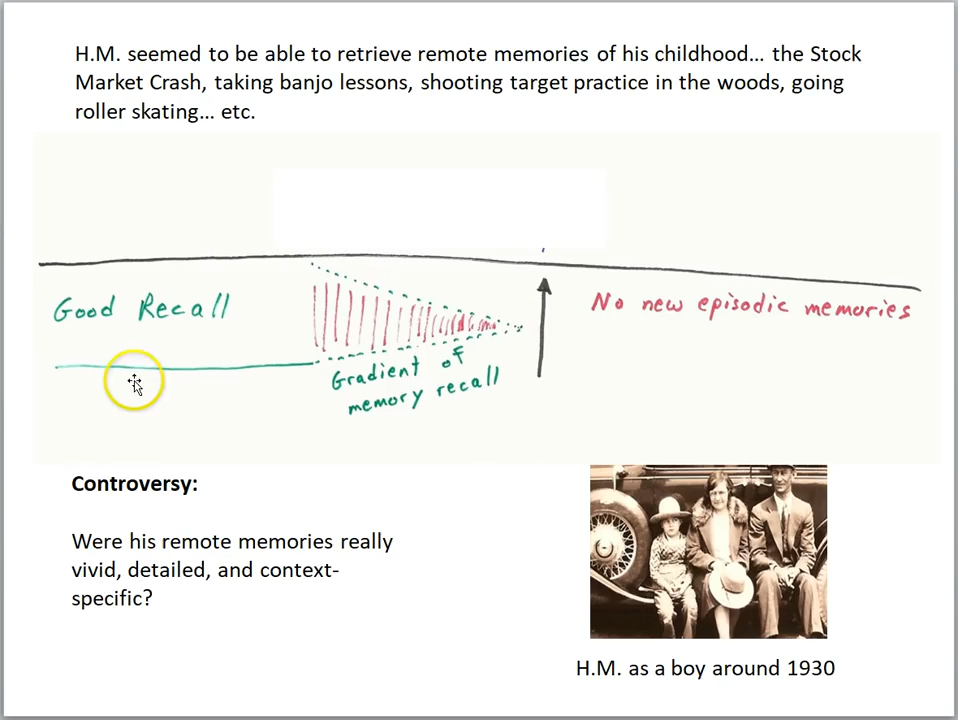 H.M. seemed to be able to retrieve remote memories of his childhood… the Stock
Market Crash, taking banjo lessons, shooting target practice in the woods, going
roller skating… etc.
Good Recall
No new episodic memories
Gradient of
memory recall
Controversy:
Were his remote memories really
vivid, detailed, and context-
specific?
H.M. as a boy around 1930